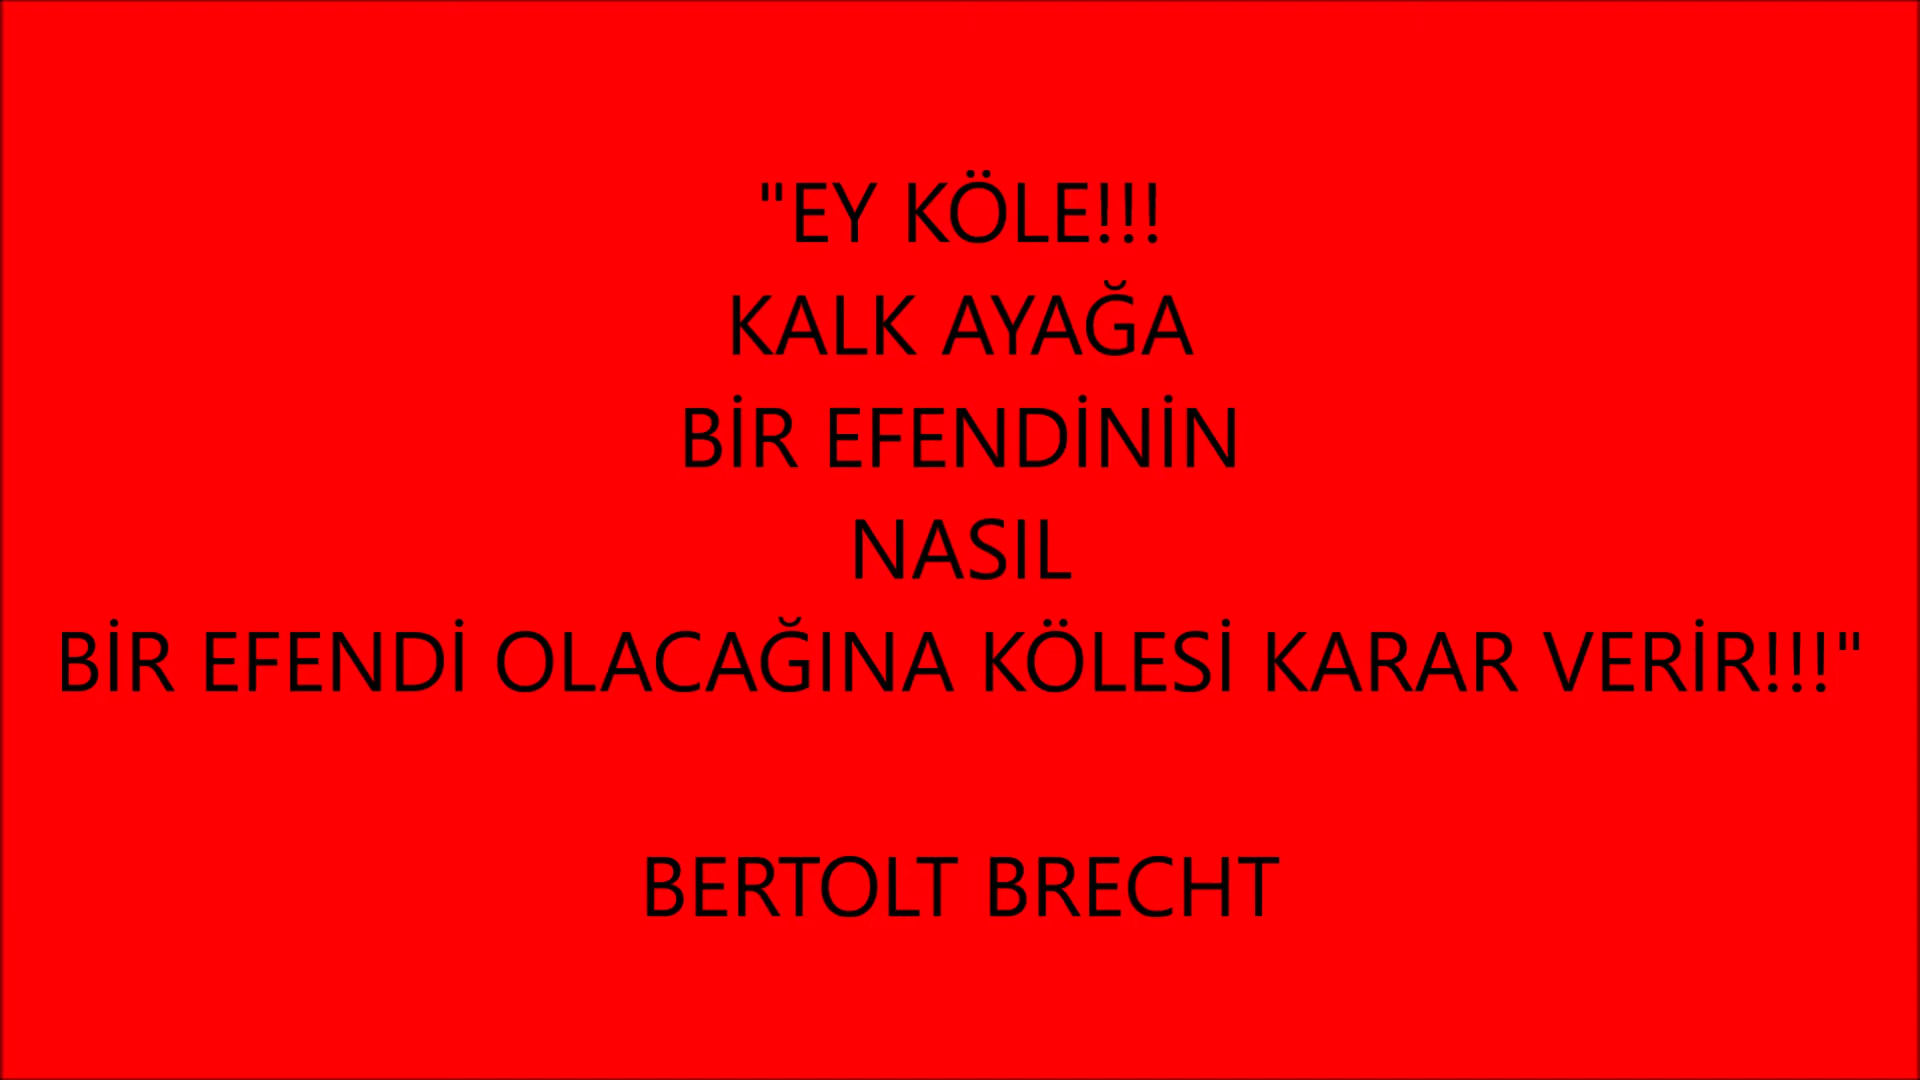 "EY KÖLE!!!
KALK AYAĞA
BİR EFENDİNİN
NASIL
BİR EFENDİ OLACAĞINA KÖLESİ KARAR VERİR!!!"
BERTOLT BRECHT